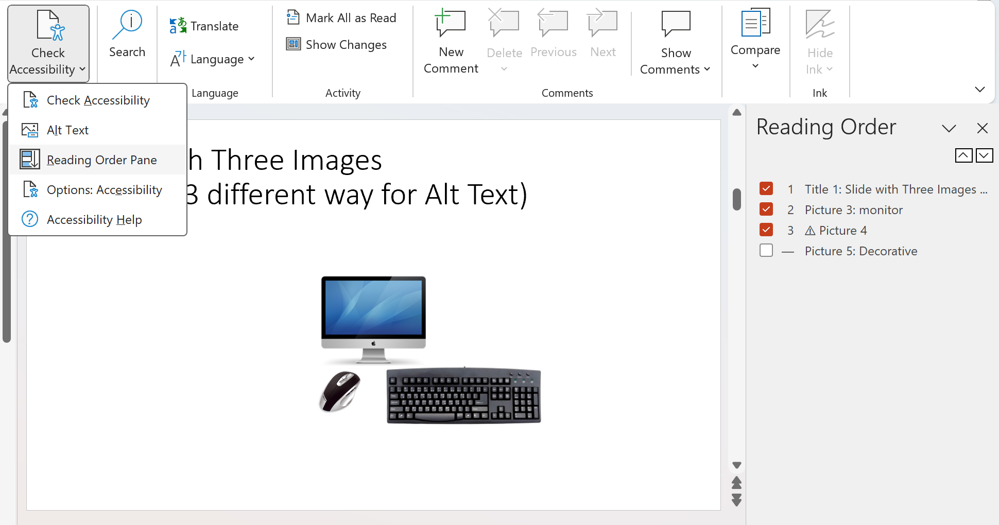 Check
Accessibility
Search
Translate
Language
Language
Mark All as Read
Show Changes
Activity
New
Comment
Delete
Previous
Next
Show
Comments
Comments
Compare
Hide
Ink
Ink
Check Accessibility
Alt Text
Reading Order Pane
Options: Accessibility
Accessibility Help
h Three Images
3 different way for Alt Text)
Reading Order
1 Title 1: Slide with Three Images ...
2 Picture 3: monitor
3 Picture 4
— Picture 5: Decorative